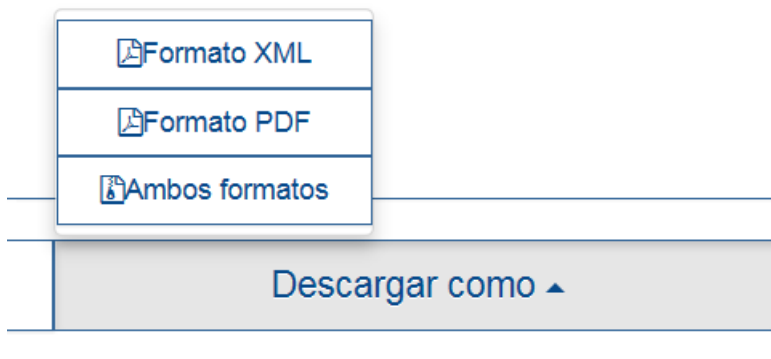 Formato XML
Formato PDF
Ambos formatos
Descargar como